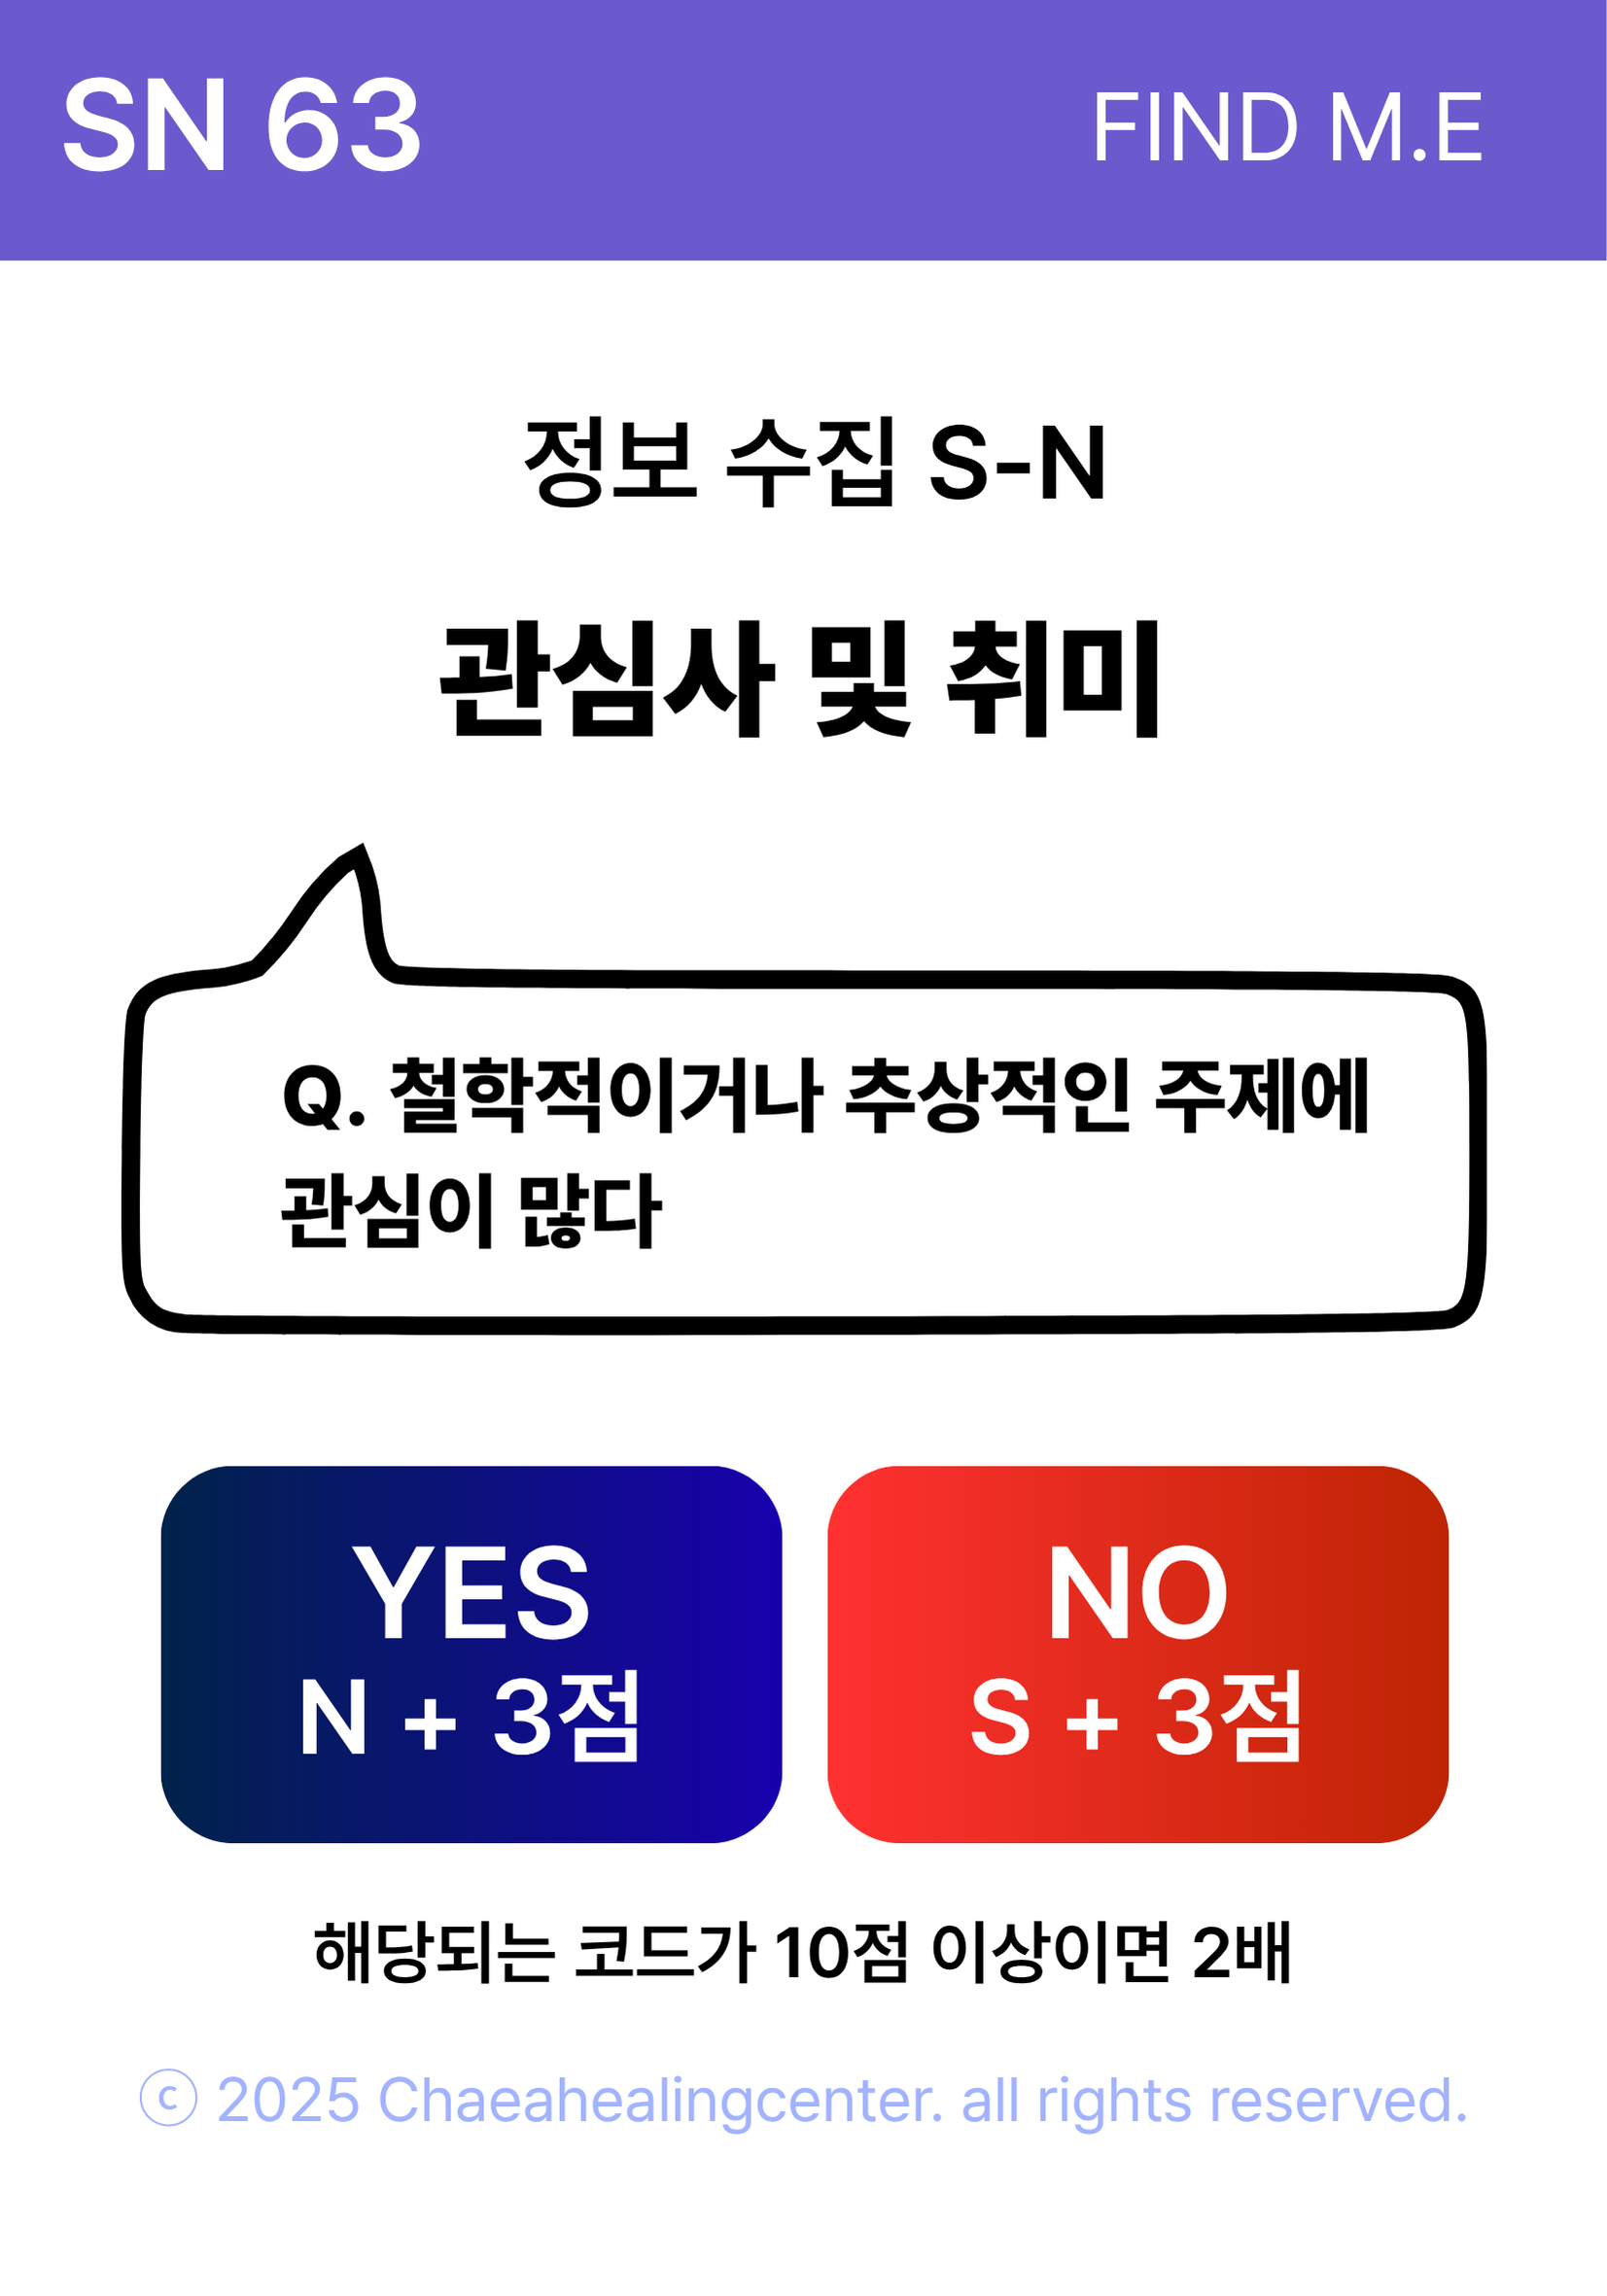 SN 63
FIND M.E
정보 수집 S-N
관심사 및 취미
Q. 철학적이거나 추상적인 주제에
관심이 많다
YES
N + 3점
NO
S + 3점
해당되는 코드가 10점 이상이면 2배
© 2025 Chaeahealingcenter. all rights reserved.